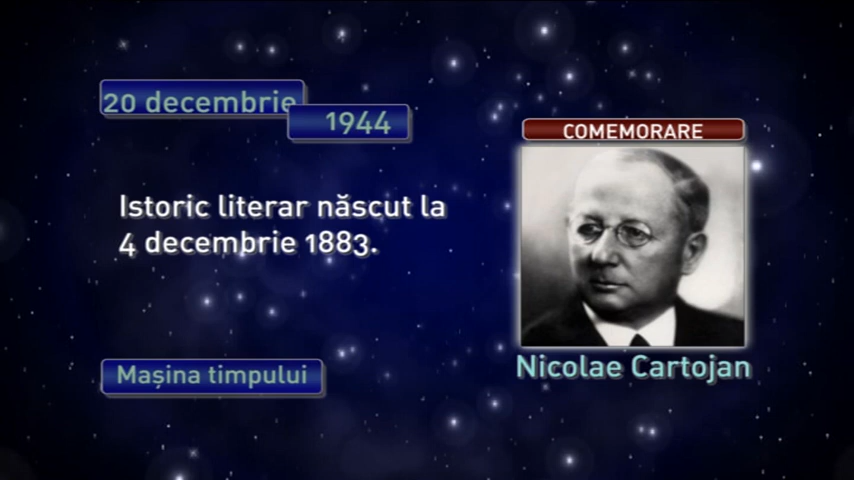 20 decembrie
1944
COMEMORARE
Istoric literar născut la
4 decembrie 1883.
Mașina timpului
Nicolae Cartojan